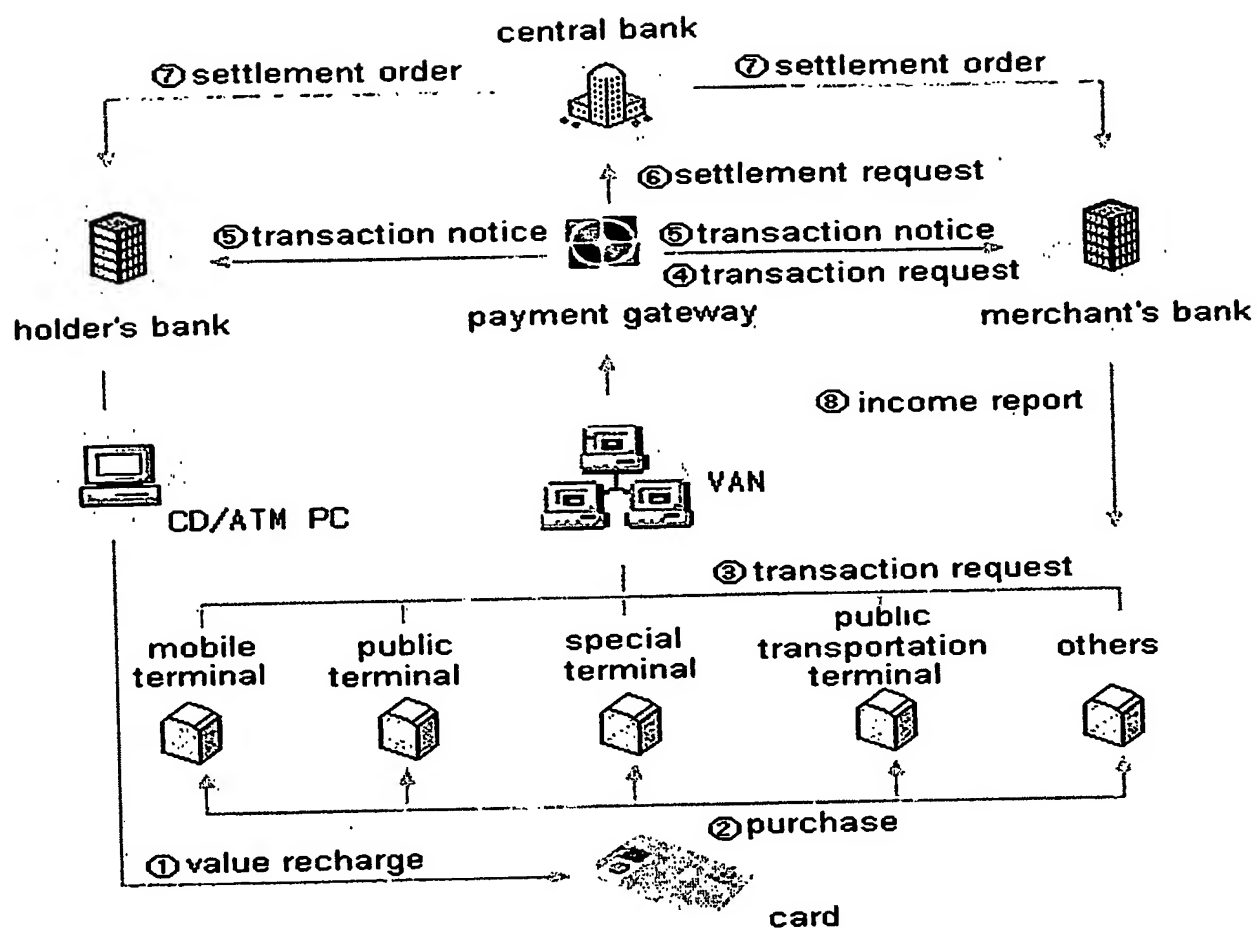 central bank
⑦settlement order
⑦settlement order
⑥settlement request
⑤transaction notice
⑤transaction notice
④transaction request
holder's bank
payment gateway
merchant's bank
⑧ income report
VAN
CD/ATM PC
③transaction request
mobile
terminal
public
terminal
special
terminal
public
transportation
terminal
others
②purchase
①value recharge
card